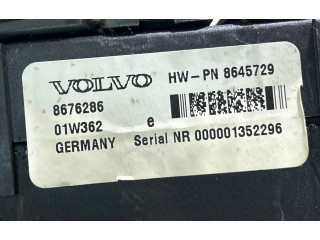 VOLVO HW-PN 8645729
8676286
01W362 e
GERMANY Serial NR 000001352296